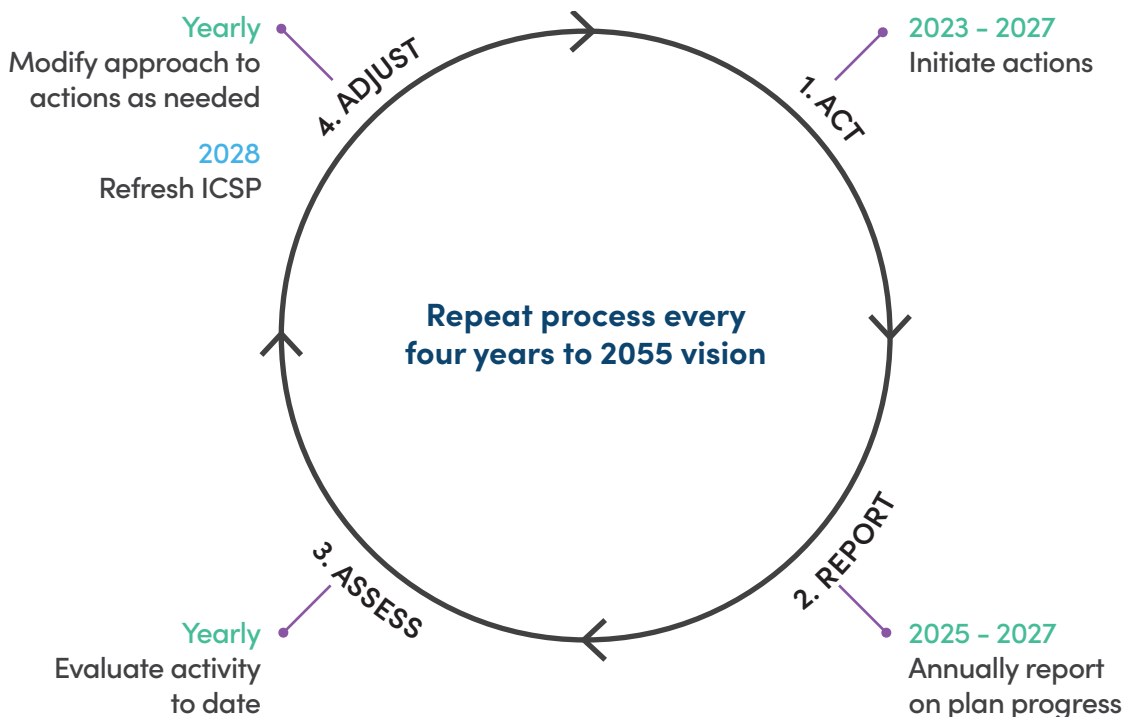 Yearly
Modify approach to
actions as needed
2028
Refresh ICSP
4. ADJUST
2023 - 2027
Initiate actions
1. ACT
Repeat process every
four years to 2055 vision
2. REPORT
2025 - 2027
Annually report
on plan progress
3. ASSESS
Yearly
Evaluate activity
to date